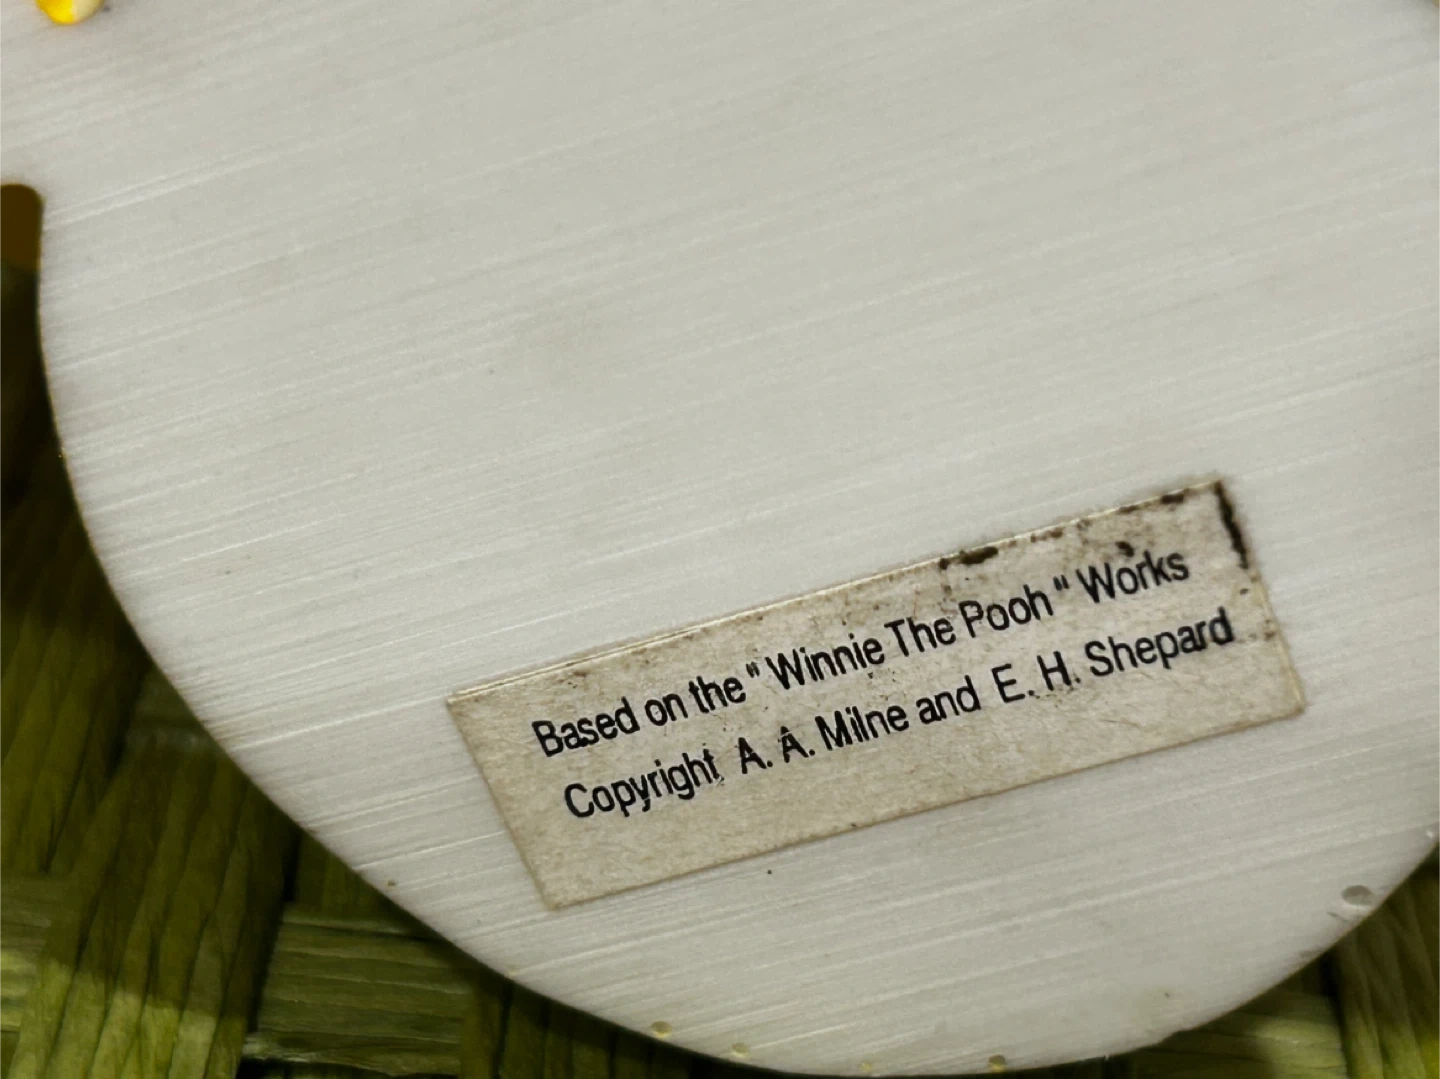 Based on the " Winnie The Pooh " Works
Copyright A. A. Milne and E. H. Shepard